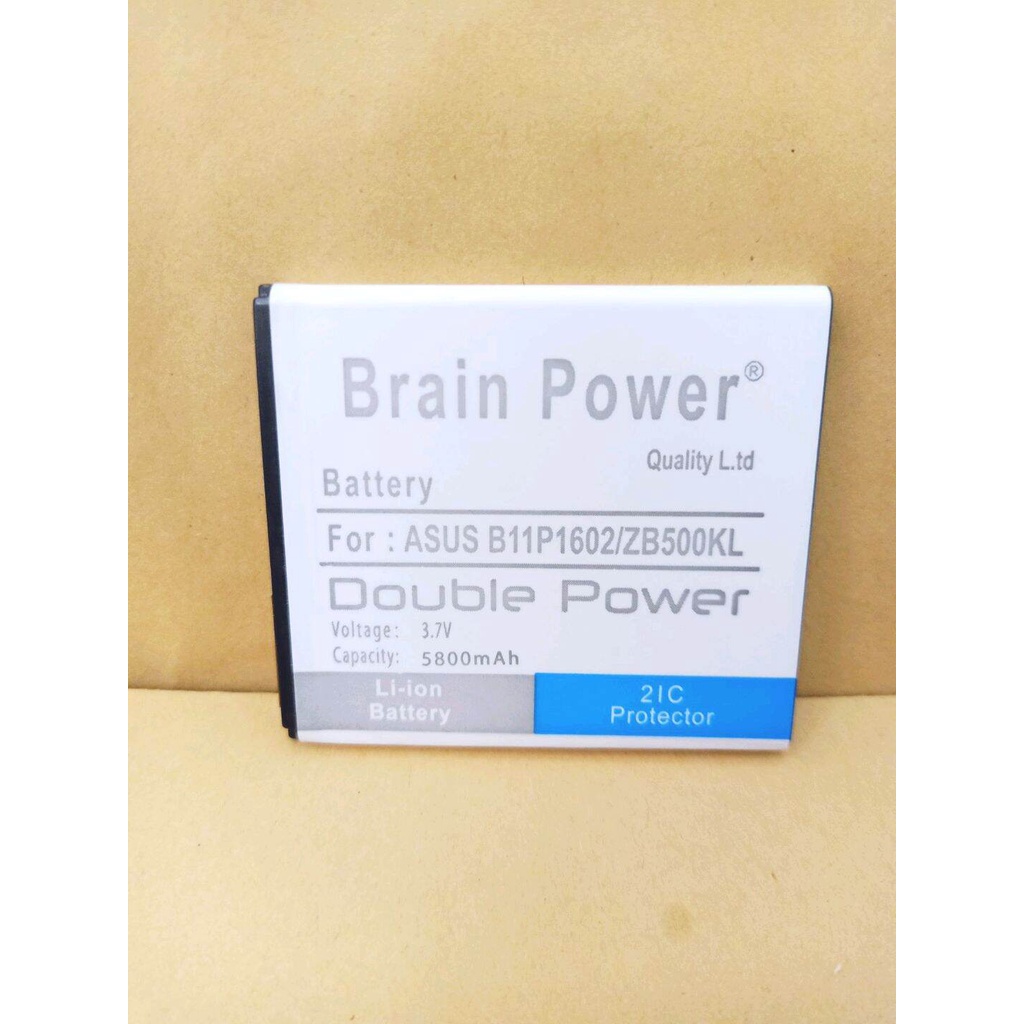 Brain Power®
Quality L.td
Battery
For : ASUS B11P1602/ZB500KL
Double Power
Voltage: 3.7V
Capacity: 5800mAh
Li-ion
Battery
2IC
Protector